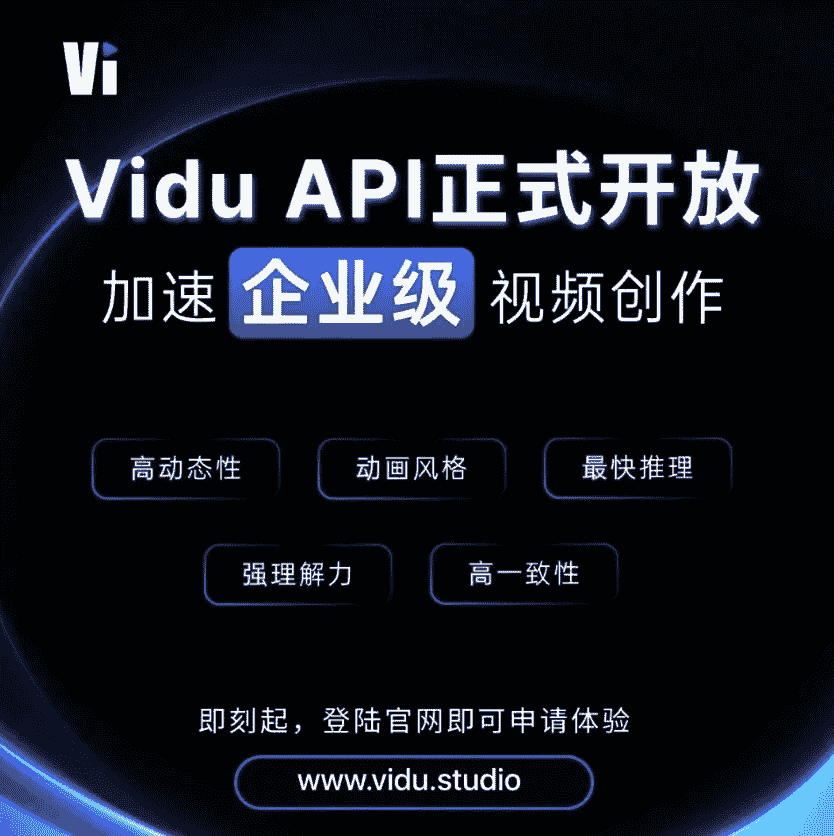 Vi
Vidu API正式开放
加速 企业级 视频创作
高动态性 动画风格 最快推理
强理解力 高一致性
即刻起，登陆官网即可申请体验
www.vidu.studio